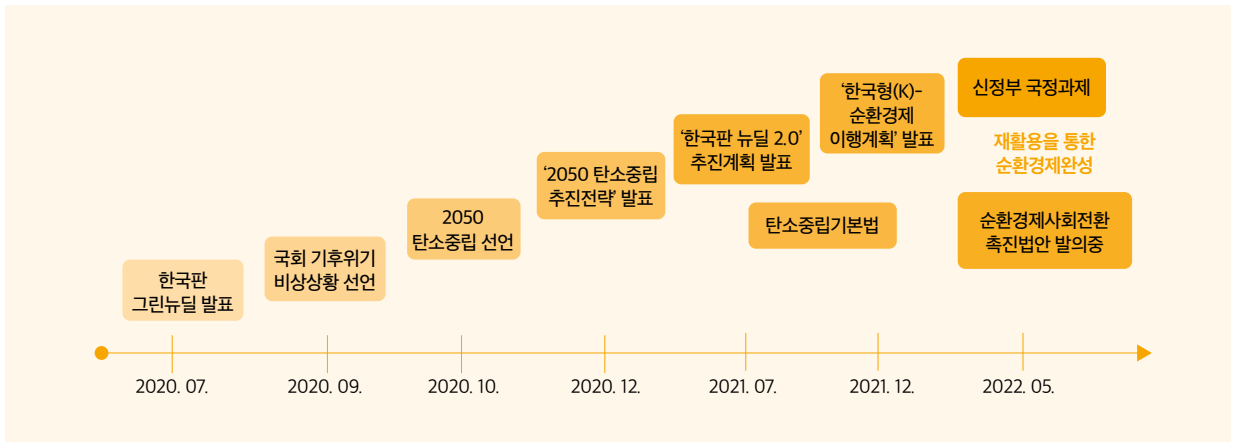 한국판
그린뉴딜 발표
국회 기후위기
비상상황 선언
2050
탄소중립 선언
‘2050 탄소중립
추진전략’ 발표
‘한국판 뉴딜 2.0’
추진계획 발표
탄소중립기본법
‘한국형(K)-
순환경제
이행계획’ 발표
신정부 국정과제
재활용을 통한
순환경제완성
순환경제사회전환
촉진법안 발의중
2020. 07.
2020. 09.
2020. 10.
2020. 12.
2021. 07.
2021. 12.
2022. 05.